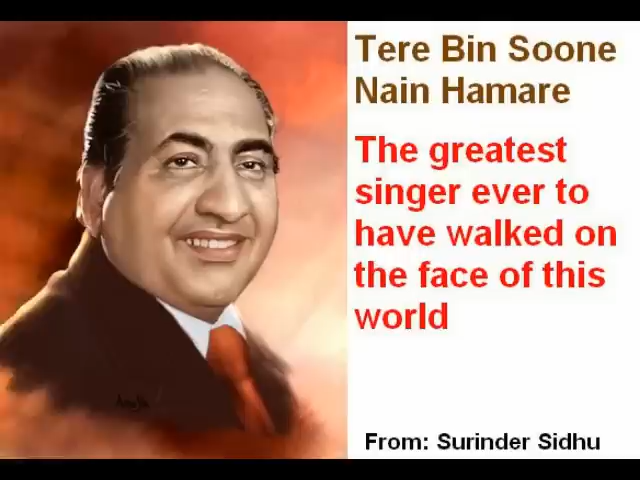 Tere Bin Soone
Nain Hamare
The greatest
singer ever to
have walked on
the face of this
world
From: Surinder Sidhu